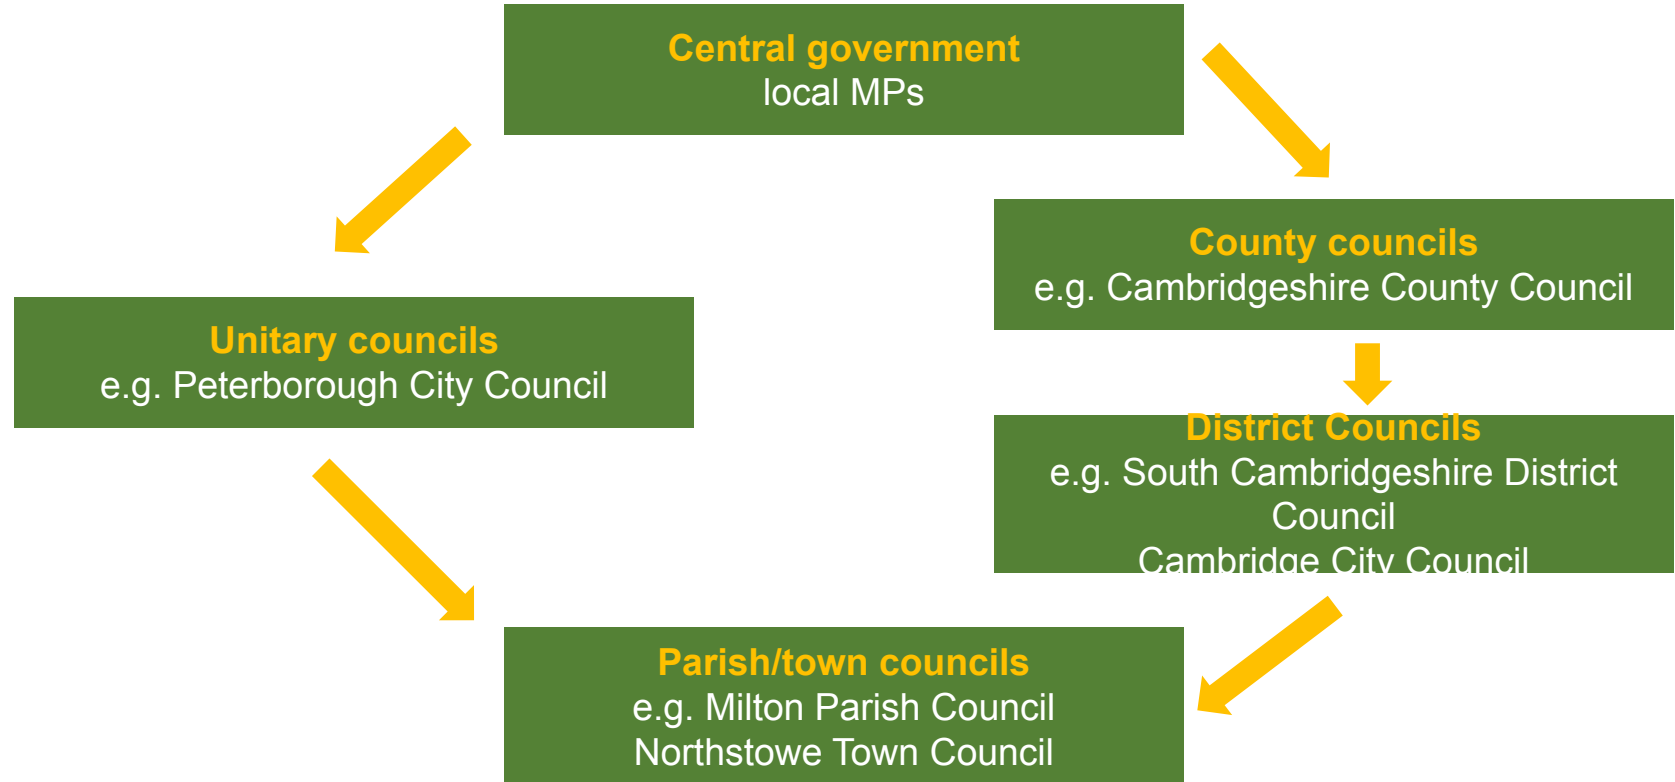 Central government
local MPs
County councils
e.g. Cambridgeshire County Council
Unitary councils
e.g. Peterborough City Council
District Councils
e.g. South Cambridgeshire District
Council
Cambridge City Council
Parish/town councils
e.g. Milton Parish Council
Northstowe Town Council